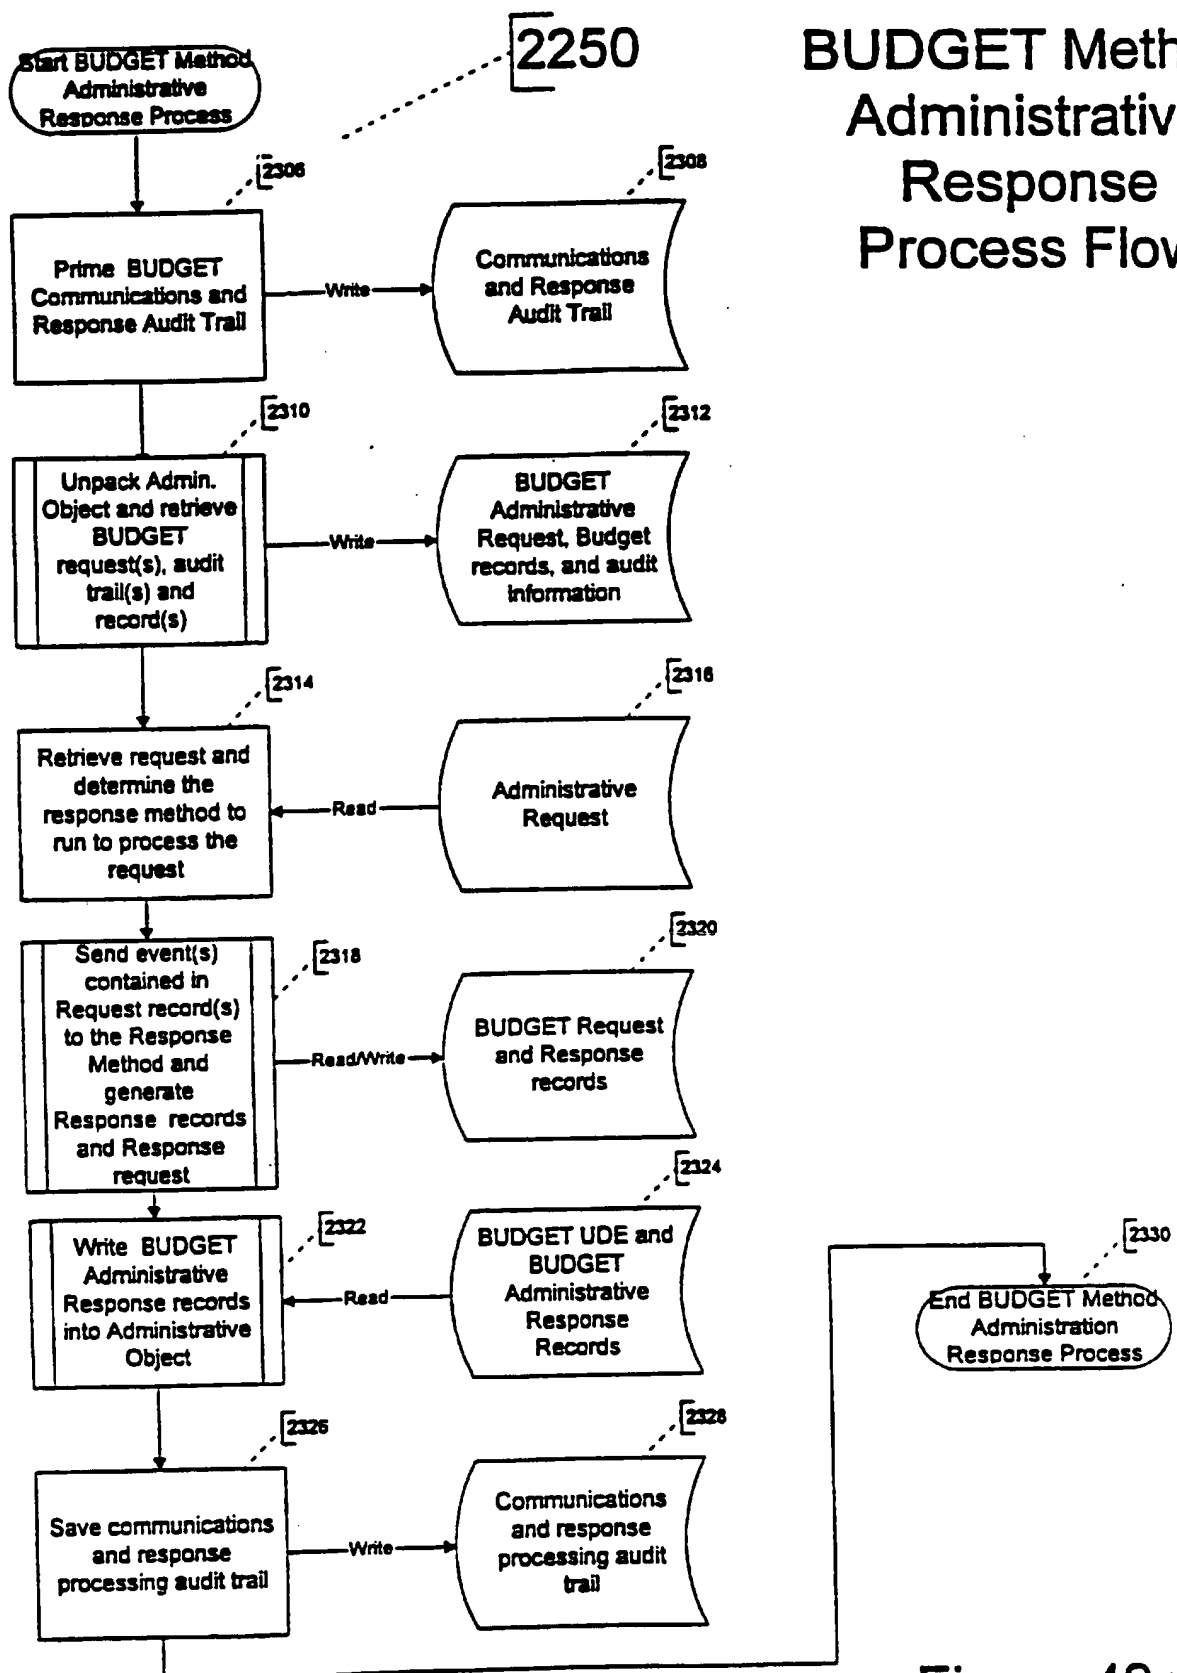 Start BUDGET Method
Administrative
Response Process
2250
BUDGET Meth
Administrativ
Response
Process Flow
2306
2308
Prime BUDGET
Communications and
Response Audit Trail
Write
Communications
and Response
Audit Trail
2310
2312
Unpack Admin.
Object and retrieve
BUDGET
request(s), audit
trail(s) and
record(s)
Write
BUDGET
Administrative
Request, Budget
records, and audit
information
2314
2316
Retrieve request and
determine the
response method to
run to process the
request
Read
Administrative
Request
2318
2320
Send event(s)
contained in
Request record(s)
to the Response
Method and
generate
Response records
and Response
request
Read/Write
BUDGET Request
and Response
records
2322
2324
Write BUDGET
Administrative
Response records
into Administrative
Object
Read
BUDGET UDE and
BUDGET
Administrative
Response
Records
2330
End BUDGET Method
Administration
Response Process
2326
2328
Save communications
and response
processing audit trail
Write
Communications
and response
processing audit
trail